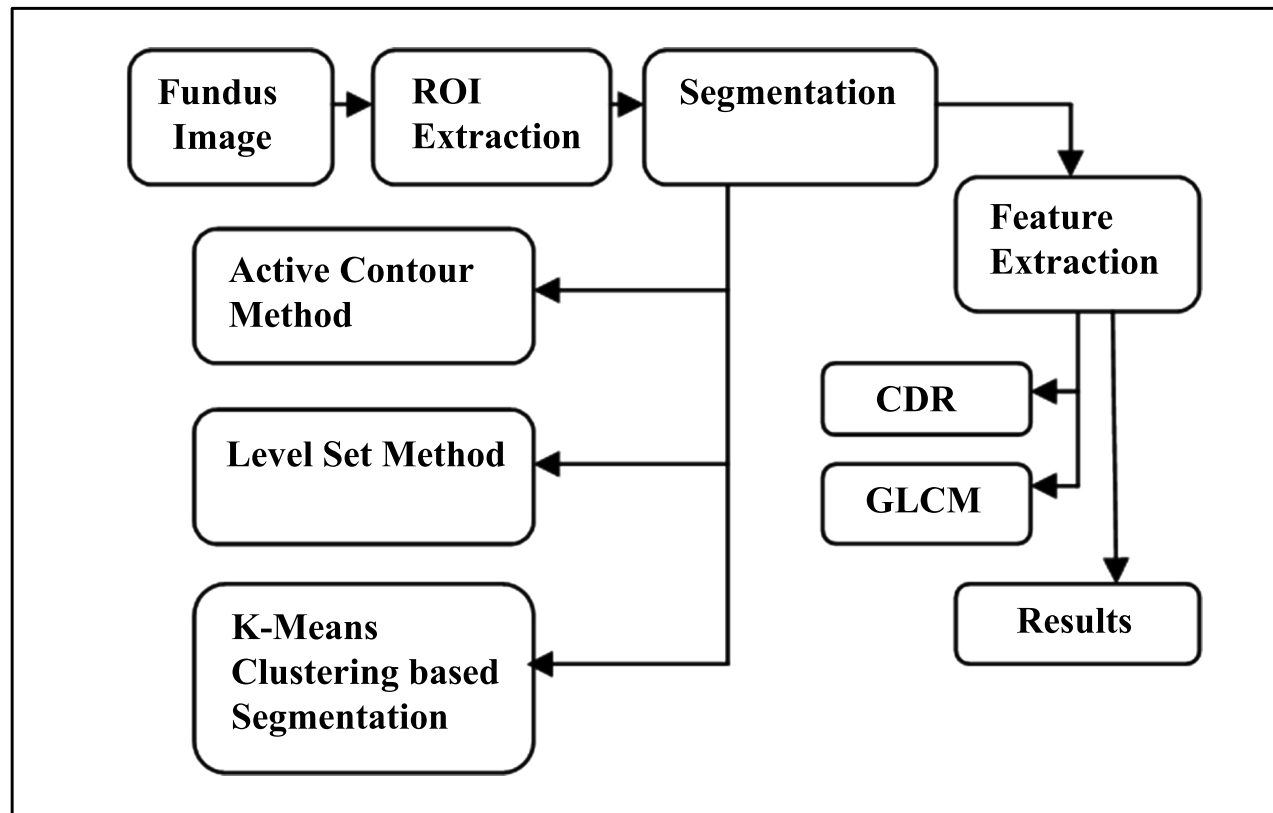 Fundus
Image
ROI
Extraction
Segmentation
Feature
Extraction
Active Contour
Method
CDR
Level Set Method
GLCM
K-Means
Clustering based
Segmentation
Results